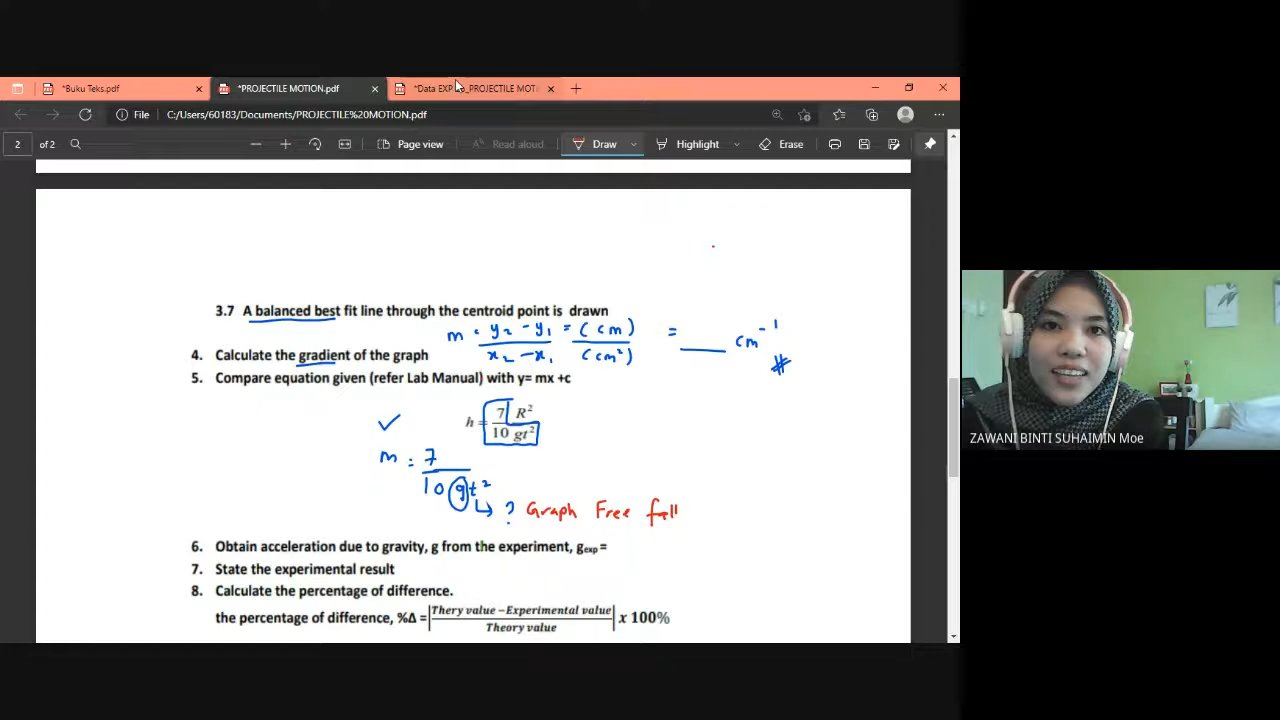 *Buku Teks.pdf
*PROJECTILE MOTION.pdf
*Data EXP
_PROJECTILE MOTI
File
C:/Users/60183/Documents/PROJECTILE%20MOTION.pdf
2
of 2
Page view
Read aloud
Draw
Highlight
Erase
3.7 A balanced best fit line through the centroid point is drawn
m = y₂ - y₁ / x₂ - x₁ = (cm) / (cm²) = ___ cm⁻¹ #
4. Calculate the gradient of the graph
5. Compare equation given (refer Lab Manual) with y= mx +c
✓ h = 7/10 R²/gt²
m = 7 / 10gt²
↳ ? Graph Free fall
6. Obtain acceleration due to gravity, g from the experiment, gexp =
7. State the experimental result
8. Calculate the percentage of difference.
the percentage of difference, %Δ = |Thery value −Experimental value / Theory value| x 100%
ZAWANI BINTI SUHAIMIN Moe